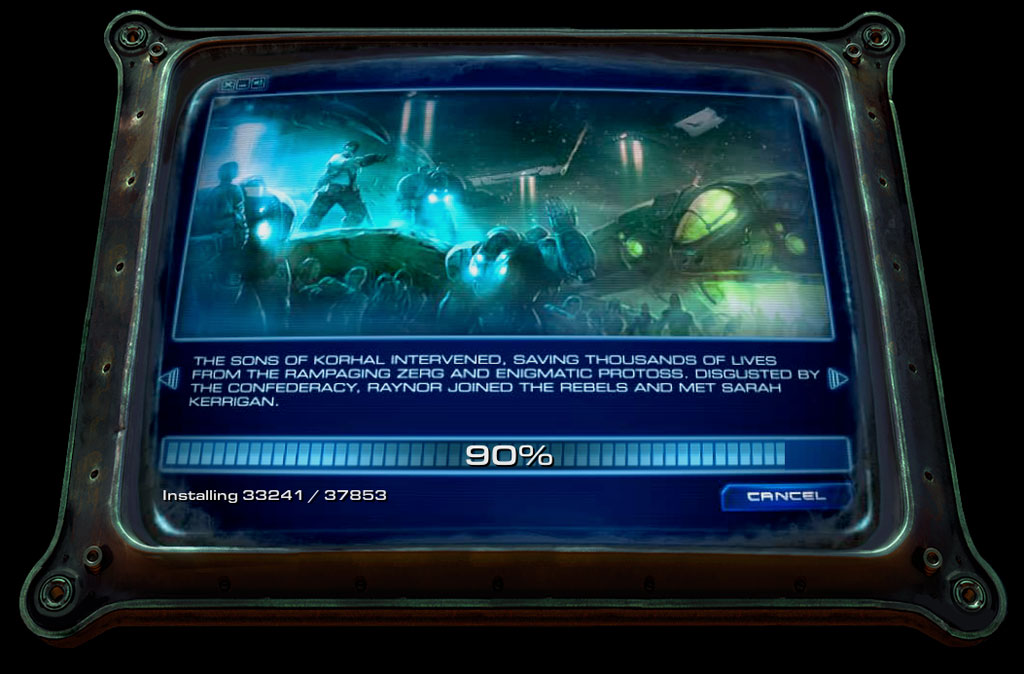 THE SONS OF KORHAL INTERVENED, SAVING THOUSANDS OF LIVES
FROM THE RAMPAGING ZERG AND ENIGMATIC PROTOSS. DISGUSTED BY
THE CONFEDERACY, RAYNOR JOINED THE REBELS AND MET SARAH
KERRIGAN.
90%
Installing 33241 / 37853
CANCEL